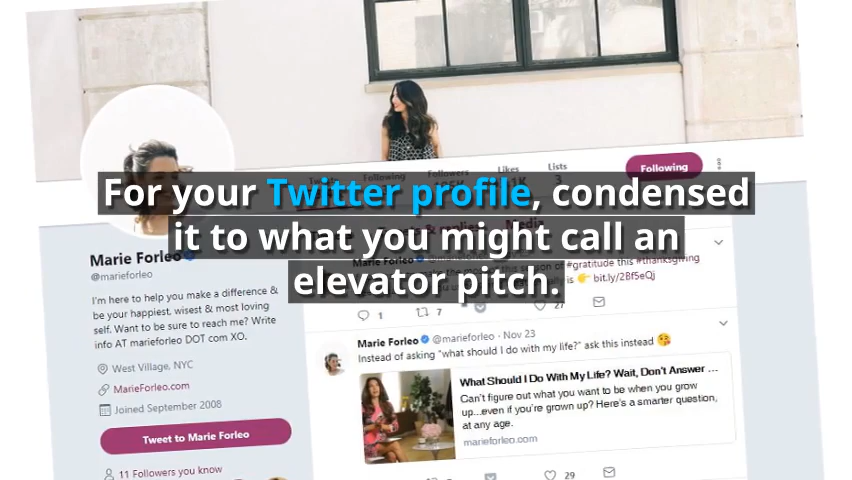 Following
Likes
Lists
Following
For your Twitter profile, condensed
it to what you might call an
elevator pitch.
Marie Forleo
@marieforleo
I'm here to help you make a difference &
be your happiest, wisest & most loving
self. Want to be sure to reach me? Write
info AT marieforleo DOT com XO.
West Village, NYC
MarieForleo.com
Joined September 2008
Tweet to Marie Forleo
11 Followers you know
Media
Marie Forleo
#gratitude this #thanksgiving
bit.ly/2Bf5eQj
1
7
27
Marie Forleo @marieforleo · Nov 23
Instead of asking "what should I do with my life?" ask this instead
What Should I Do With My Life? Wait, Don't Answer ...
Can't figure out what you want to be when you grow
up...even if you're grown up? Here's a smarter question,
at any age.
marieforleo.com
29